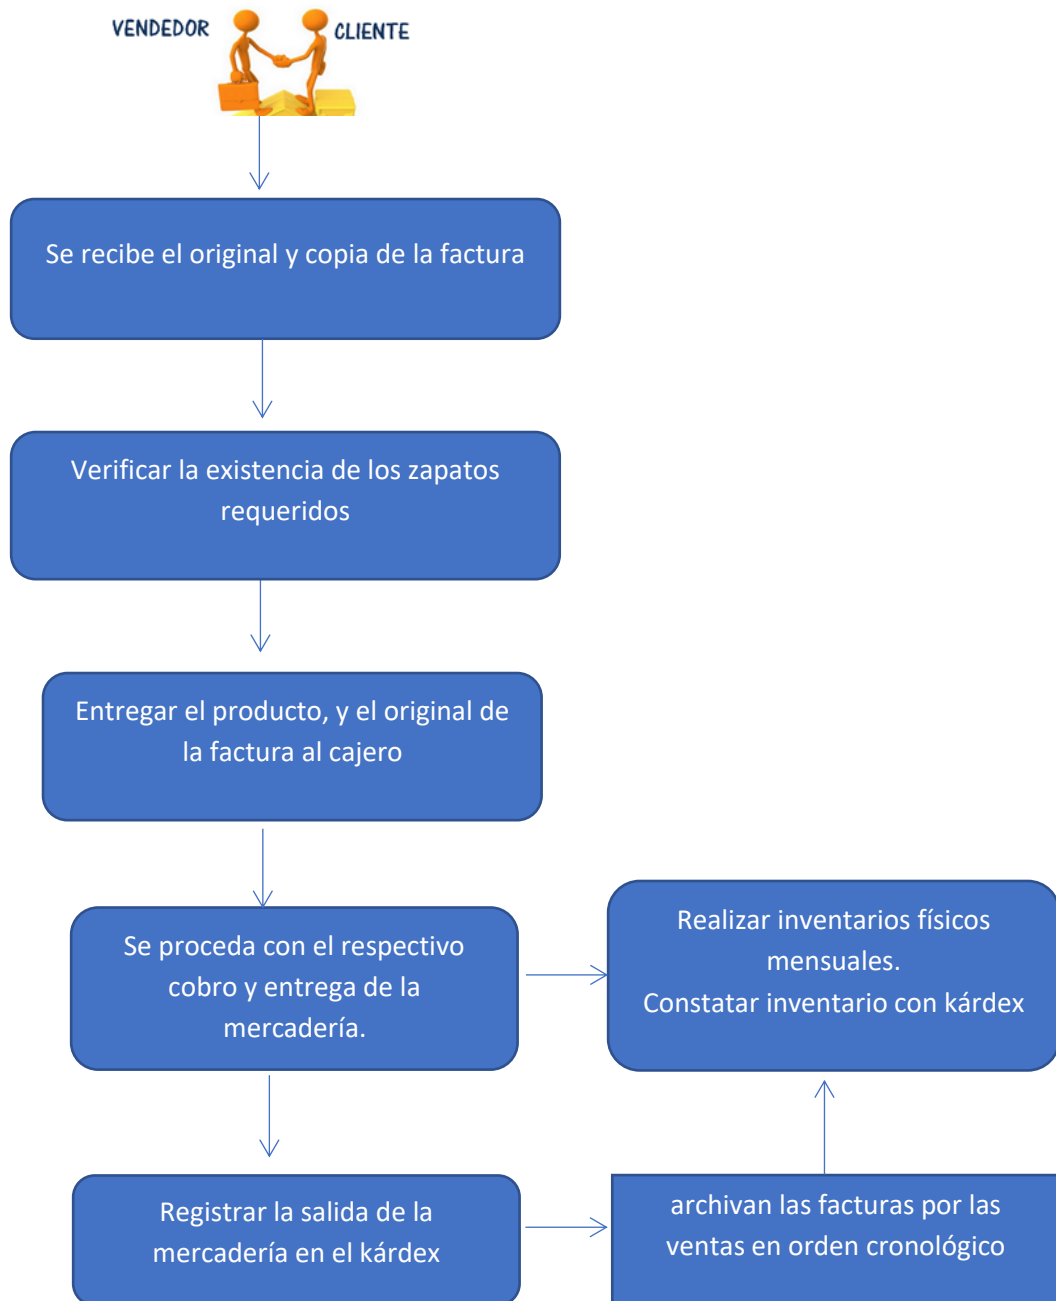 VENDEDOR
CLIENTE
Se recibe el original y copia de la factura
Verificar la existencia de los zapatos
requeridos
Entregar el producto, y el original de
la factura al cajero
Se proceda con el respectivo
cobro y entrega de la
mercadería.
Realizar inventarios físicos
mensuales.
Constatar inventario con kárdex
Registrar la salida de la
mercadería en el kárdex
archivan las facturas por las
ventas en orden cronológico